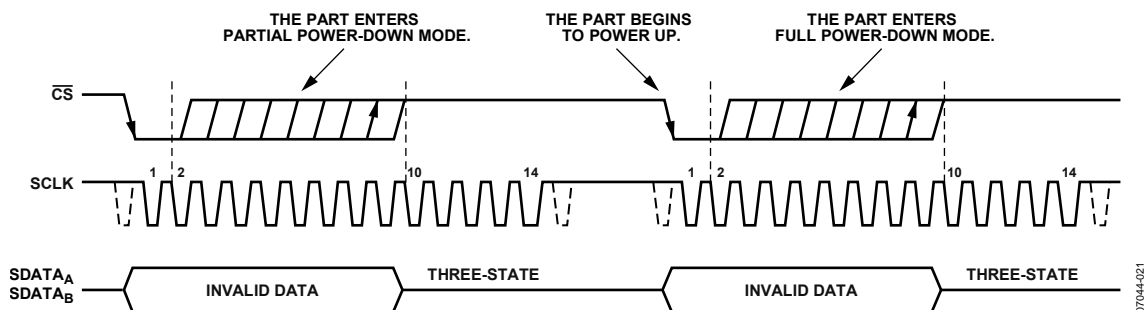 THE PART ENTERS
PARTIAL POWER-DOWN MODE.
THE PART BEGINS
TO POWER UP.
THE PART ENTERS
FULL POWER-DOWN MODE.
CS
SCLK
1 2 10 14 1 2 10 14
SDATAA
SDATAB
INVALID DATA THREE-STATE INVALID DATA THREE-STATE
07044-021